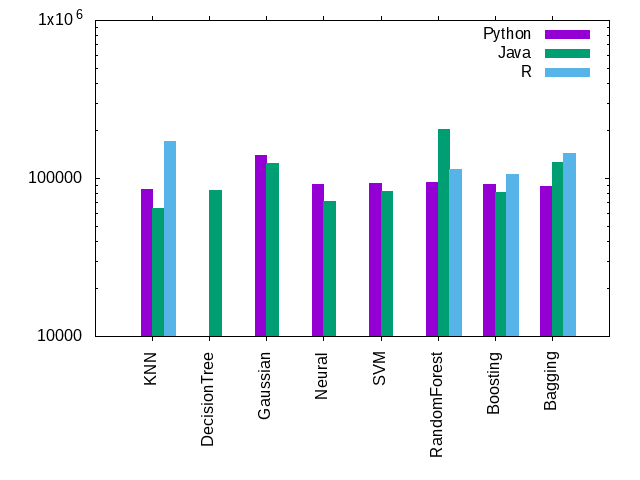 1x10^6
100000
10000
Python
Java
R
KNN
DecisionTree
Gaussian
Neural
SVM
RandomForest
Boosting
Bagging